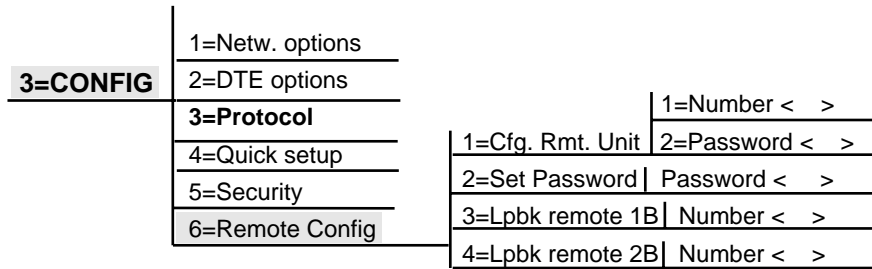 3=CONFIG
1=Netw. options
2=DTE options
3=Protocol
4=Quick setup
5=Security
6=Remote Config
1=Cfg. Rmt. Unit
1=Number < >
2=Password < >
2=Set Password Password < >
3=Lpbk remote 1B Number < >
4=Lpbk remote 2B Number < >